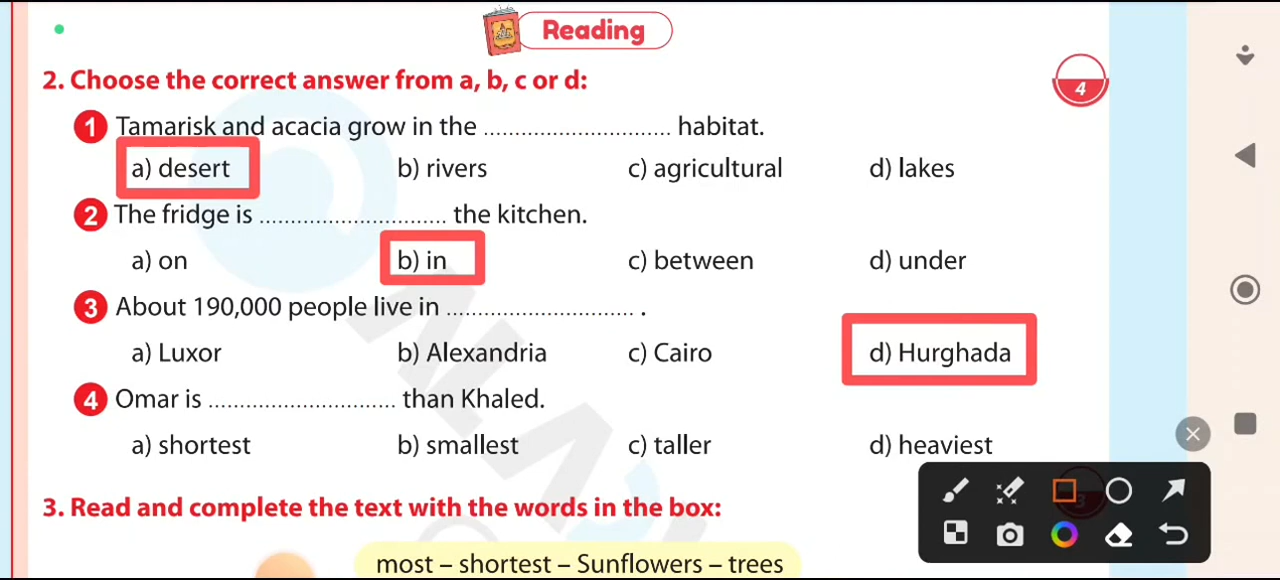 Reading
2. Choose the correct answer from a, b, c or d:
4
1 Tamarisk and acacia grow in the ............................ habitat.
a) desert b) rivers c) agricultural d) lakes
2 The fridge is ............................ the kitchen.
a) on b) in c) between d) under
3 About 190,000 people live in ............................ .
a) Luxor b) Alexandria c) Cairo d) Hurghada
4 Omar is ............................ than Khaled.
a) shortest b) smallest c) taller d) heaviest
3. Read and complete the text with the words in the box:
3
most – shortest – Sunflowers – trees